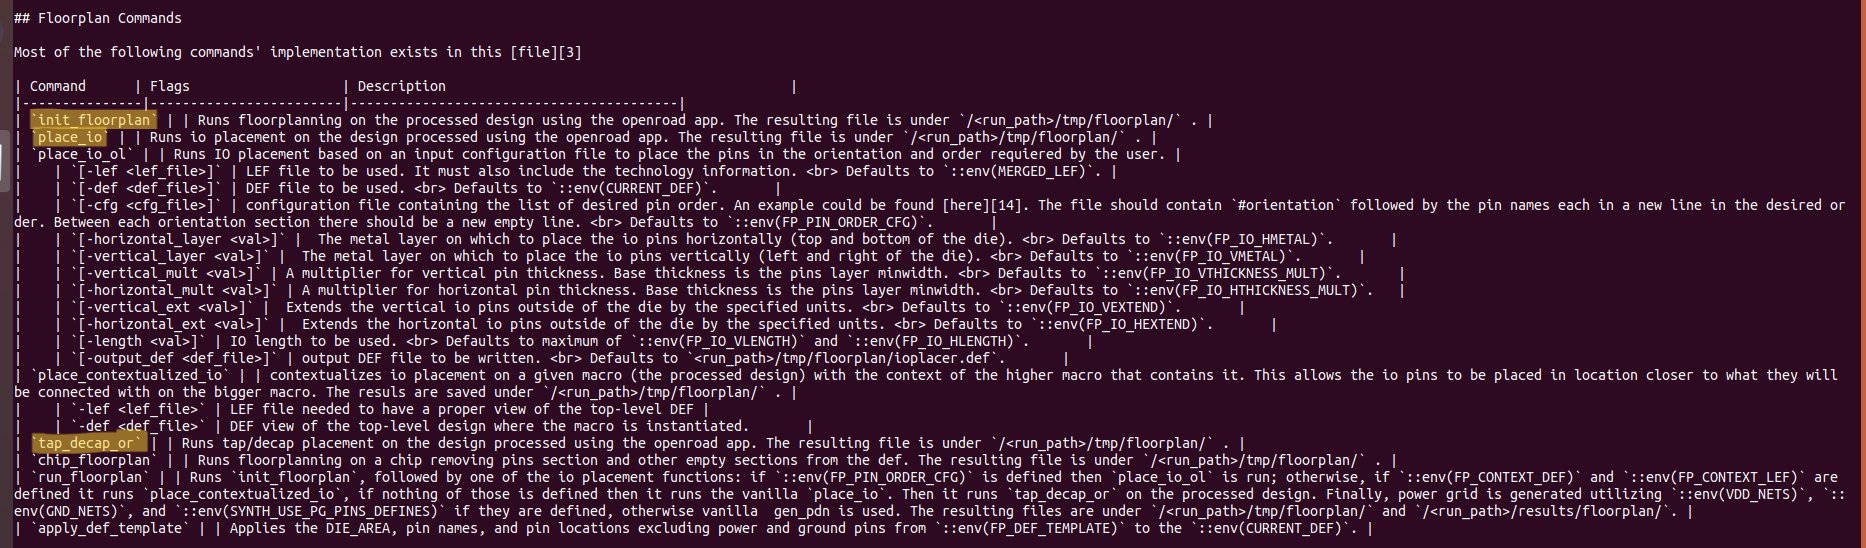 ## Floorplan Commands
Most of the following commands' implementation exists in this [file][3]
| Command      | Flags                   | Description                                           |
|---------------|------------------------|-----------------------------------------|
| `init_floorplan` | | Runs floorplanning on the processed design using the openroad app. The resulting file is under `/<run_path>/tmp/floorplan/` . |
| `place_io` | | Runs io placement on the design processed using the openroad app. The resulting file is under `/<run_path>/tmp/floorplan/` . |
| `place_io_ol` | | Runs IO placement based on an input configuration file to place the pins in the orientation and order requiered by the user. |
|    | `[-lef <lef_file>]` | LEF file to be used. It must also include the technology information. <br> Defaults to `::env(MERGED_LEF)`. |
|    | `[-def <def_file>]` | DEF file to be used. <br> Defaults to `::env(CURRENT_DEF)`.       |
|    | `[-cfg <cfg_file>]` | configuration file containing the list of desired pin order. An example could be found [here][14]. The file should contain `#orientation` followed by the pin names each in a new line in the desired or
der. Between each orientation section there should be a new empty line. <br> Defaults to `::env(FP_PIN_ORDER_CFG)`.       |
|    | `[-horizontal_layer <val>]` |  The metal layer on which to place the io pins horizontally (top and bottom of the die). <br> Defaults to `::env(FP_IO_HMETAL)`.       |
|    | `[-vertical_layer <val>]` |  The metal layer on which to place the io pins vertically (left and right of the die). <br> Defaults to `::env(FP_IO_VMETAL)`.       |
|    | `[-vertical_mult <val>]` | A multiplier for vertical pin thickness. Base thickness is the pins layer minwidth. <br> Defaults to `::env(FP_IO_VTHICKNESS_MULT)`.       |
|    | `[-horizontal_mult <val>]` | A multiplier for horizontal pin thickness. Base thickness is the pins layer minwidth. <br> Defaults to `::env(FP_IO_HTHICKNESS_MULT)`.   |
|    | `[-vertical_ext <val>]` |  Extends the vertical io pins outside of the die by the specified units. <br> Defaults to `::env(FP_IO_VEXTEND)`.       |
|    | `[-horizontal_ext <val>]` |  Extends the horizontal io pins outside of the die by the specified units. <br> Defaults to `::env(FP_IO_HEXTEND)`.       |
|    | `[-length <val>]` | IO length to be used. <br> Defaults to maximum of `::env(FP_IO_VLENGTH)` and `::env(FP_IO_HLENGTH)`.       |
|    | `[-output_def <def_file>]` | output DEF file to be written. <br> Defaults to `<run_path>/tmp/floorplan/ioplacer.def`.       |
| `place_contextualized_io` | | contextualizes io placement on a given macro (the processed design) with the context of the higher macro that contains it. This allows the io pins to be placed in location closer to what they will
be connected with on the bigger macro. The resuls are saved under `/<run_path>/tmp/floorplan/` . |
|    | `-lef <lef_file>` | LEF file needed to have a proper view of the top-level DEF |
|    | `-def <def_file>` | DEF view of the top-level design where the macro is instantiated.       |
| `tap_decap_or` | | Runs tap/decap placement on the design processed using the openroad app. The resulting file is under `/<run_path>/tmp/floorplan/` . |
| `chip_floorplan` | | Runs floorplanning on a chip removing pins section and other empty sections from the def. The resulting file is under `/<run_path>/tmp/floorplan/` . |
| `run_floorplan` | | Runs `init_floorplan`, followed by one of the io placement functions: if `::env(FP_PIN_ORDER_CFG)` is defined then `place_io_ol` is run; otherwise, if `::env(FP_CONTEXT_DEF)` and `::env(FP_CONTEXT_LEF)` are
defined it runs `place_contextualized_io`, if nothing of those is defined then it runs the vanilla `place_io`. Then it runs `tap_decap_or` on the processed design. Finally, power grid is generated utilizing `::env(VDD_NETS)`, `::
env(GND_NETS)`, and `::env(SYNTH_USE_PG_PINS_DEFINES)` if they are defined, otherwise vanilla  gen_pdn is used. The resulting files are under `/<run_path>/tmp/floorplan/` and `/<run_path>/results/floorplan/`. |
| `apply_def_template` | | Applies the DIE_AREA, pin names, and pin locations excluding power and ground pins from `::env(FP_DEF_TEMPLATE)` to the `::env(CURRENT_DEF)`. |